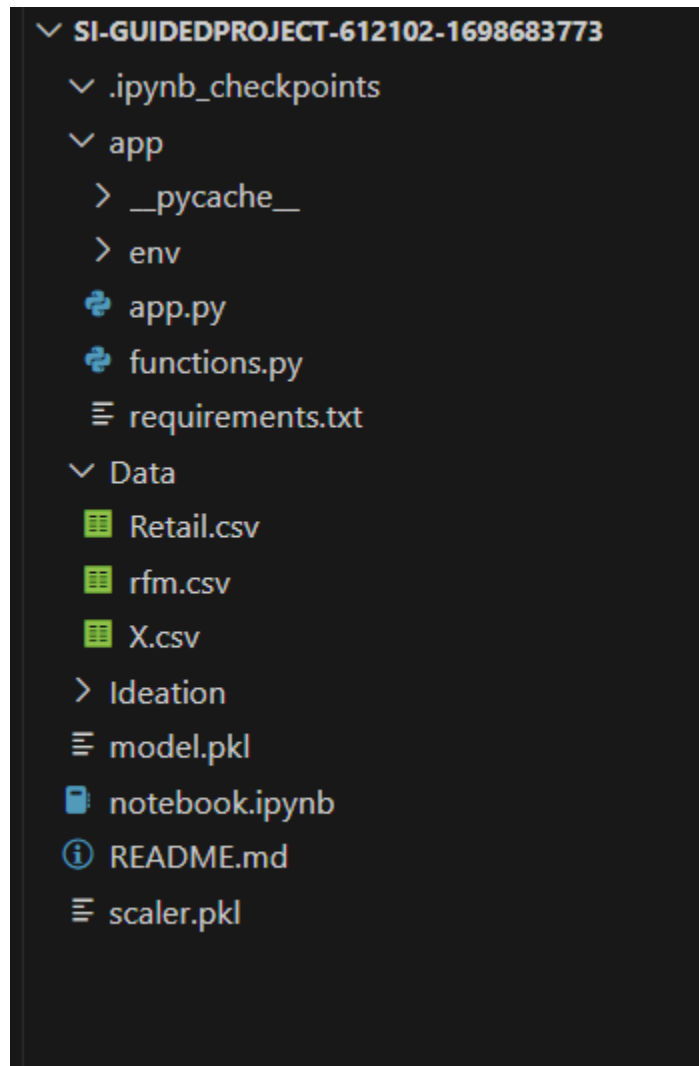 SI-GUIDEDPROJECT-612102-1698683773
.ipynb_checkpoints
app
__pycache__
env
app.py
functions.py
requirements.txt
Data
Retail.csv
rfm.csv
X.csv
Ideation
model.pkl
notebook.ipynb
README.md
scaler.pkl